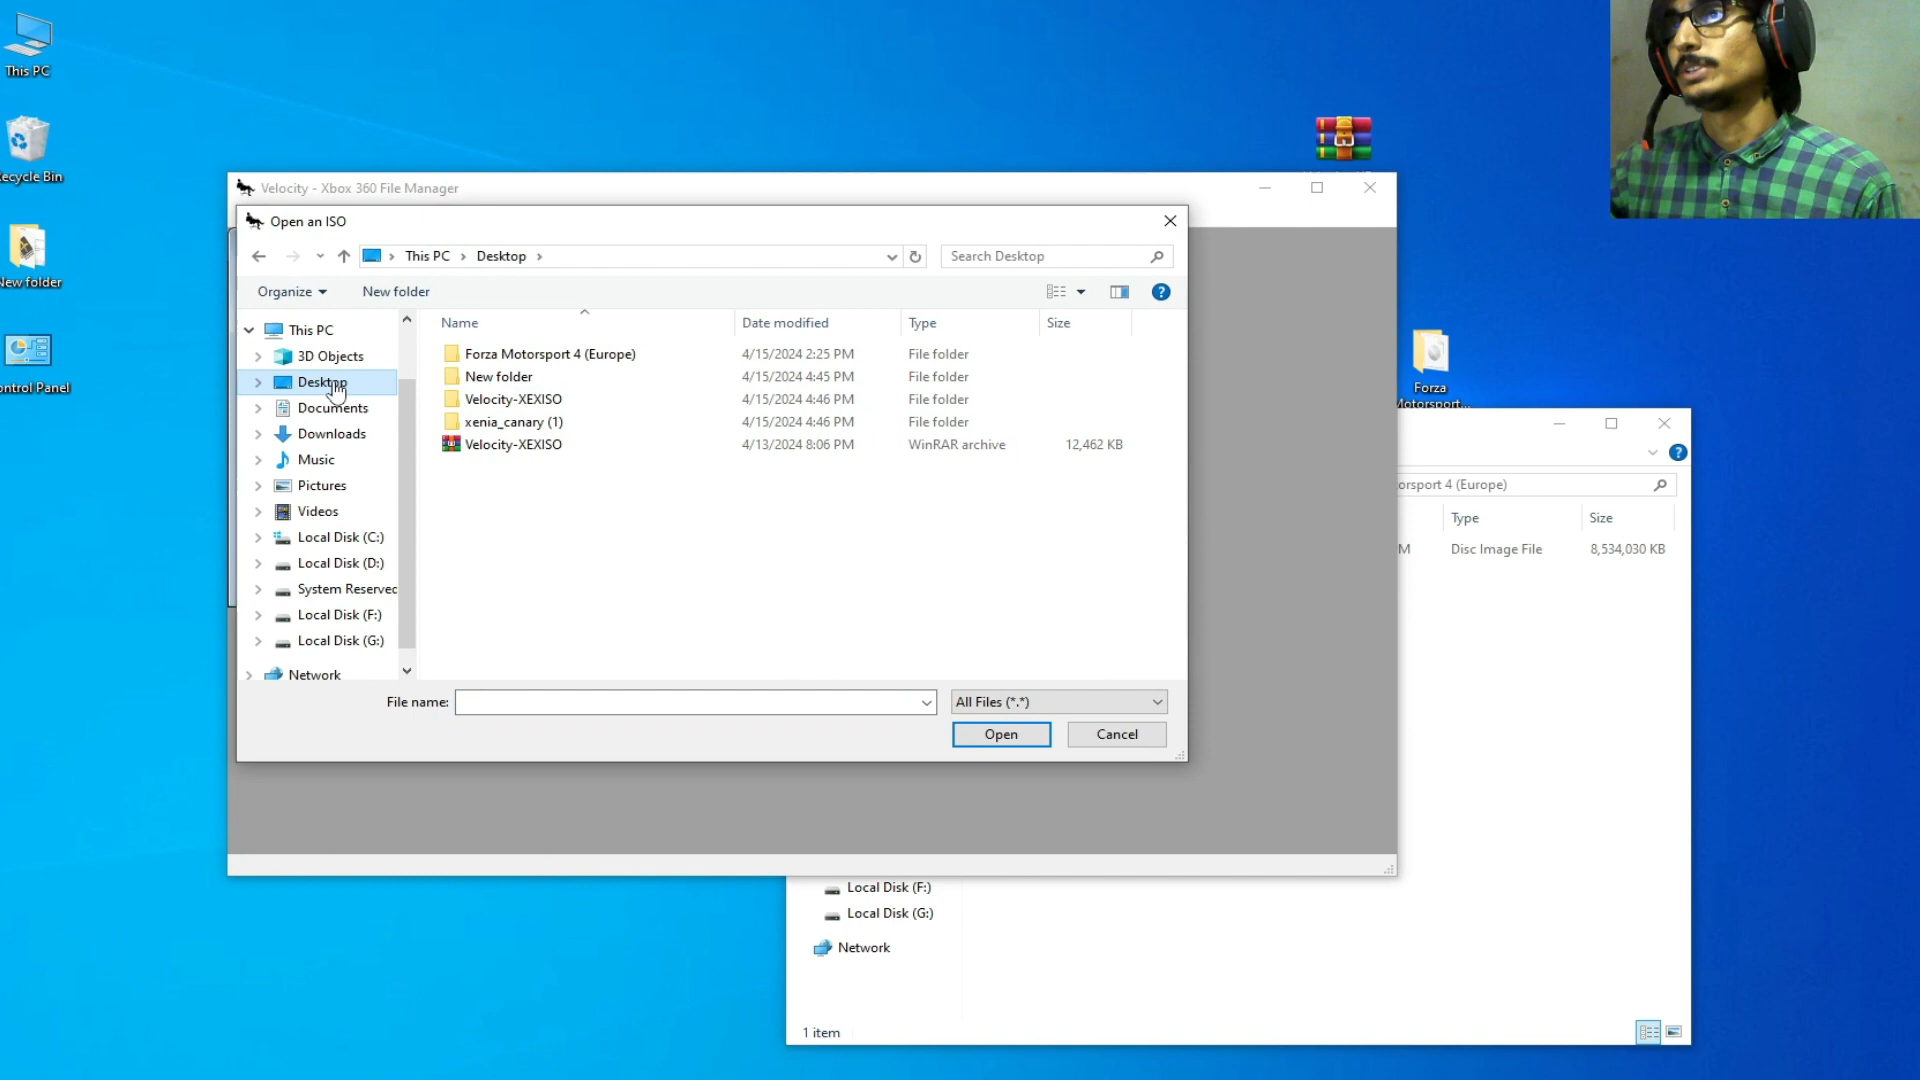 This PC
ecycle Bin
New folder
ontrol Panel
Forza
Motorsport...
Velocity - Xbox 360 File Manager
Open an ISO
This PC > Desktop >
Search Desktop
Organize
New folder
Name
Date modified
Type
Size
This PC
3D Objects
Desktop
Documents
Downloads
Music
Pictures
Videos
Local Disk (C:)
Local Disk (D:)
System Reserved
Local Disk (F:)
Local Disk (G:)
Network
Forza Motorsport 4 (Europe) 4/15/2024 2:25 PM File folder
New folder 4/15/2024 4:45 PM File folder
Velocity-XEXISO 4/15/2024 4:46 PM File folder
xenia_canary (1) 4/15/2024 4:46 PM File folder
Velocity-XEXISO 4/13/2024 8:06 PM WinRAR archive 12,462 KB
File name:
All Files (*.*)
Open
Cancel
orsport 4 (Europe)
Type
Size
M Disc Image File 8,534,030 KB
Local Disk (F:)
Local Disk (G:)
Network
1 item